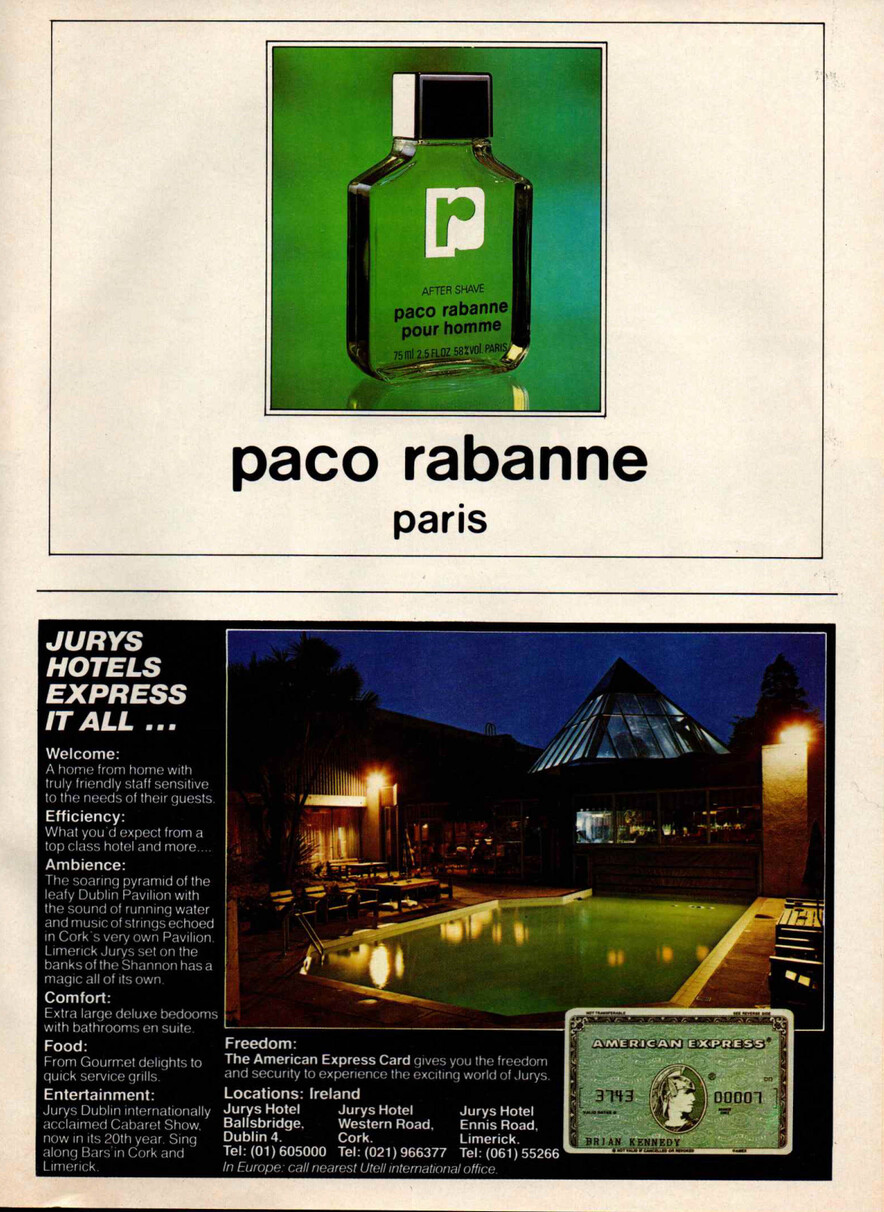 AFTER SHAVE
paco rabanne
pour homme
75 ml 2.5 FL OZ 58% vol PARIS
paco rabanne
paris
JURYS
HOTELS
EXPRESS
IT ALL ...
Welcome:
A home from home with
truly friendly staff sensitive
to the needs of their guests.
Efficiency:
What you'd expect from a
top class hotel and more....
Ambience:
The soaring pyramid of the
leafy Dublin Pavilion with
the sound of running water
and music of strings echoed
in Cork's very own Pavilion.
Limerick Jurys set on the
banks of the Shannon has a
magic all of its own.
Comfort:
Extra large deluxe bedooms
with bathrooms en suite.
Food:
From Gourmet delights to
quick service grills.
Entertainment:
Jurys Dublin internationally
acclaimed Cabaret Show,
now in its 20th year. Sing
along Bars in Cork and
Limerick.
Freedom:
The American Express Card gives you the freedom
and security to experience the exciting world of Jurys.
Locations: Ireland
Jurys Hotel
Ballsbridge,
Dublin 4.
Tel: (01) 605000
Jurys Hotel
Western Road,
Cork.
Tel: (021) 966377
Jurys Hotel
Ennis Road,
Limerick.
Tel: (061) 55266
In Europe: call nearest Utell international office.
NOT TRANSFERABLE SEE REVERSE SIDE
AMERICAN EXPRESS®
3743 00007
BRIAN KENNEDY